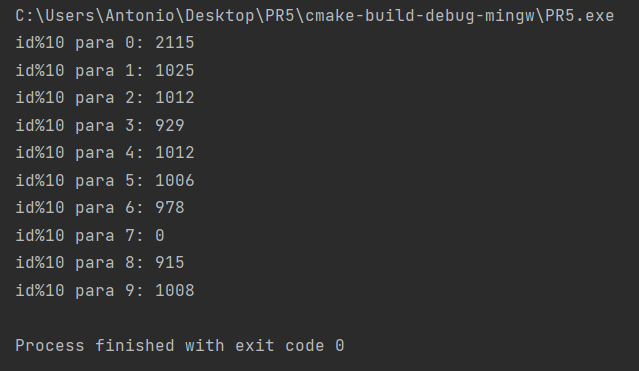 C:\Users\Antonio\Desktop\PR5\cmake-build-debug-mingw\PR5.exe
id%10 para 0: 2115
id%10 para 1: 1025
id%10 para 2: 1012
id%10 para 3: 929
id%10 para 4: 1012
id%10 para 5: 1006
id%10 para 6: 978
id%10 para 7: 0
id%10 para 8: 915
id%10 para 9: 1008
Process finished with exit code 0